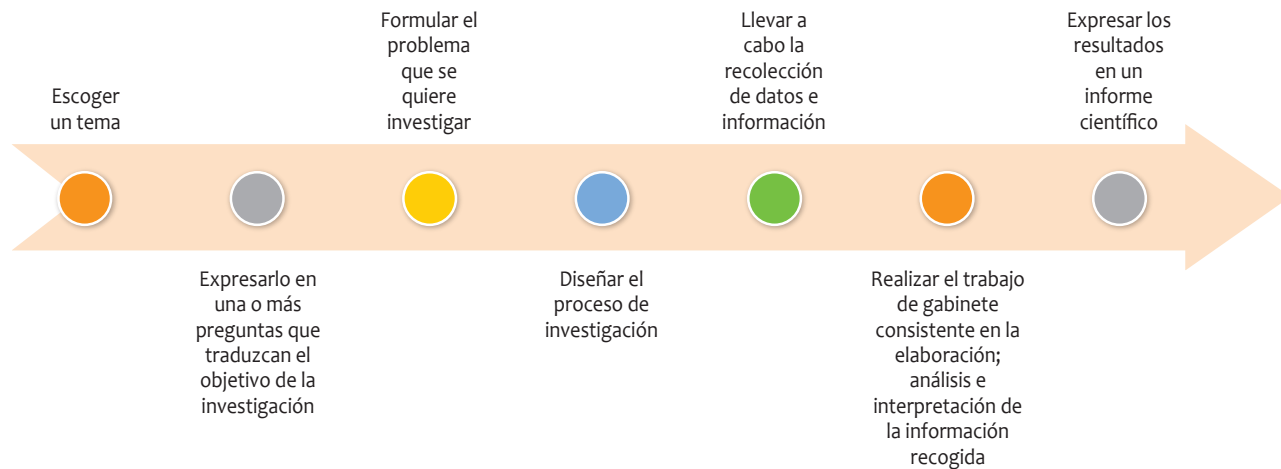 Escoger
un tema
Expresarlo en
una o más
preguntas que
traduzcan el
objetivo de la
investigación
Formular el
problema
que se
quiere
investigar
Diseñar el
proceso de
investigación
Llevar a
cabo la
recolección
de datos e
información
Realizar el trabajo
de gabinete
consistente en la
elaboración;
análisis e
interpretación de
la información
recogida
Expresar los
resultados
en un
informe
científico